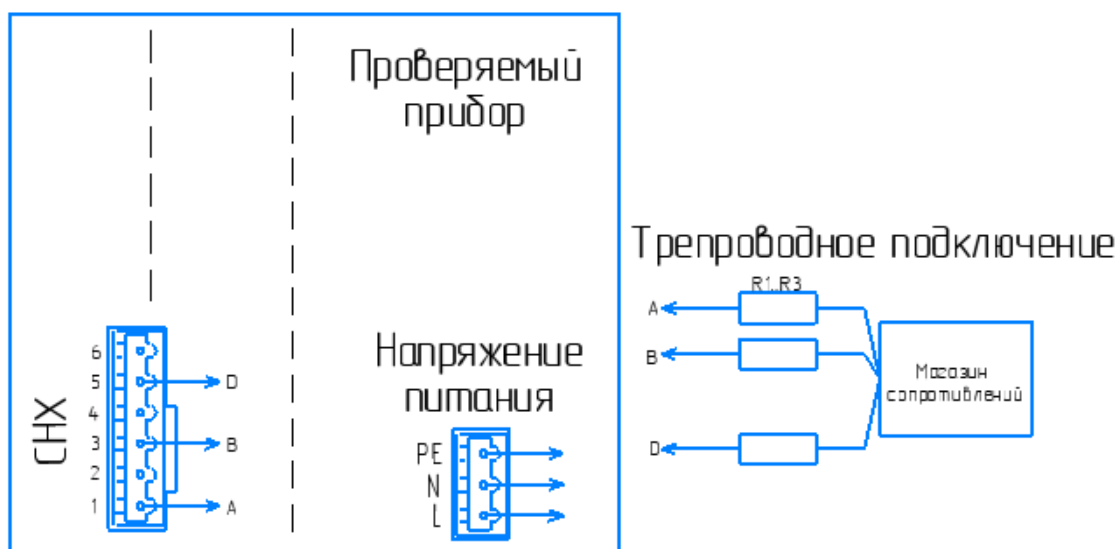 Проверяемый
прибор
Трепроводное подключение
R1..R3
A
B
D
Магазин
сопротивлений
Напряжение
питания
PE
N
L
CHX
6
5
4
3
2
1
D
B
A